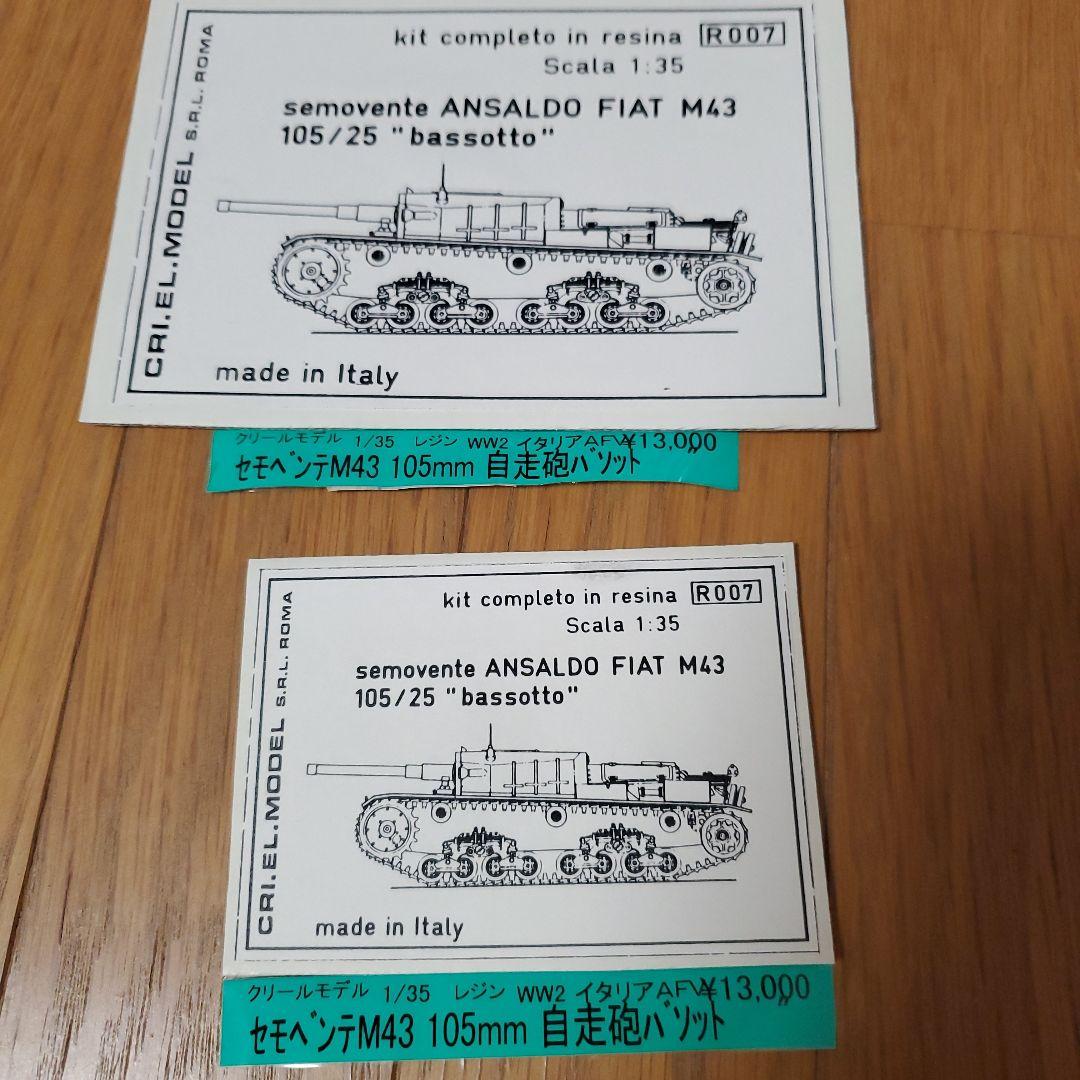 kit completo in resina R007
Scala 1:35
semovente ANSALDO FIAT M43
105/25 "bassotto"
CRI.EL.MODEL S.R.L. ROMA
made in Italy
クリールモデル 1/35 レジン WW2 イタリアAFV¥13,000
セモベンテM43 105mm 自走砲バソット
kit completo in resina R007
Scala 1:35
semovente ANSALDO FIAT M43
105/25 "bassotto"
CRI.EL.MODEL S.R.L. ROMA
made in Italy
クリールモデル 1/35 レジン WW2 イタリアAFV¥13,000
セモベンテM43 105mm 自走砲バソット